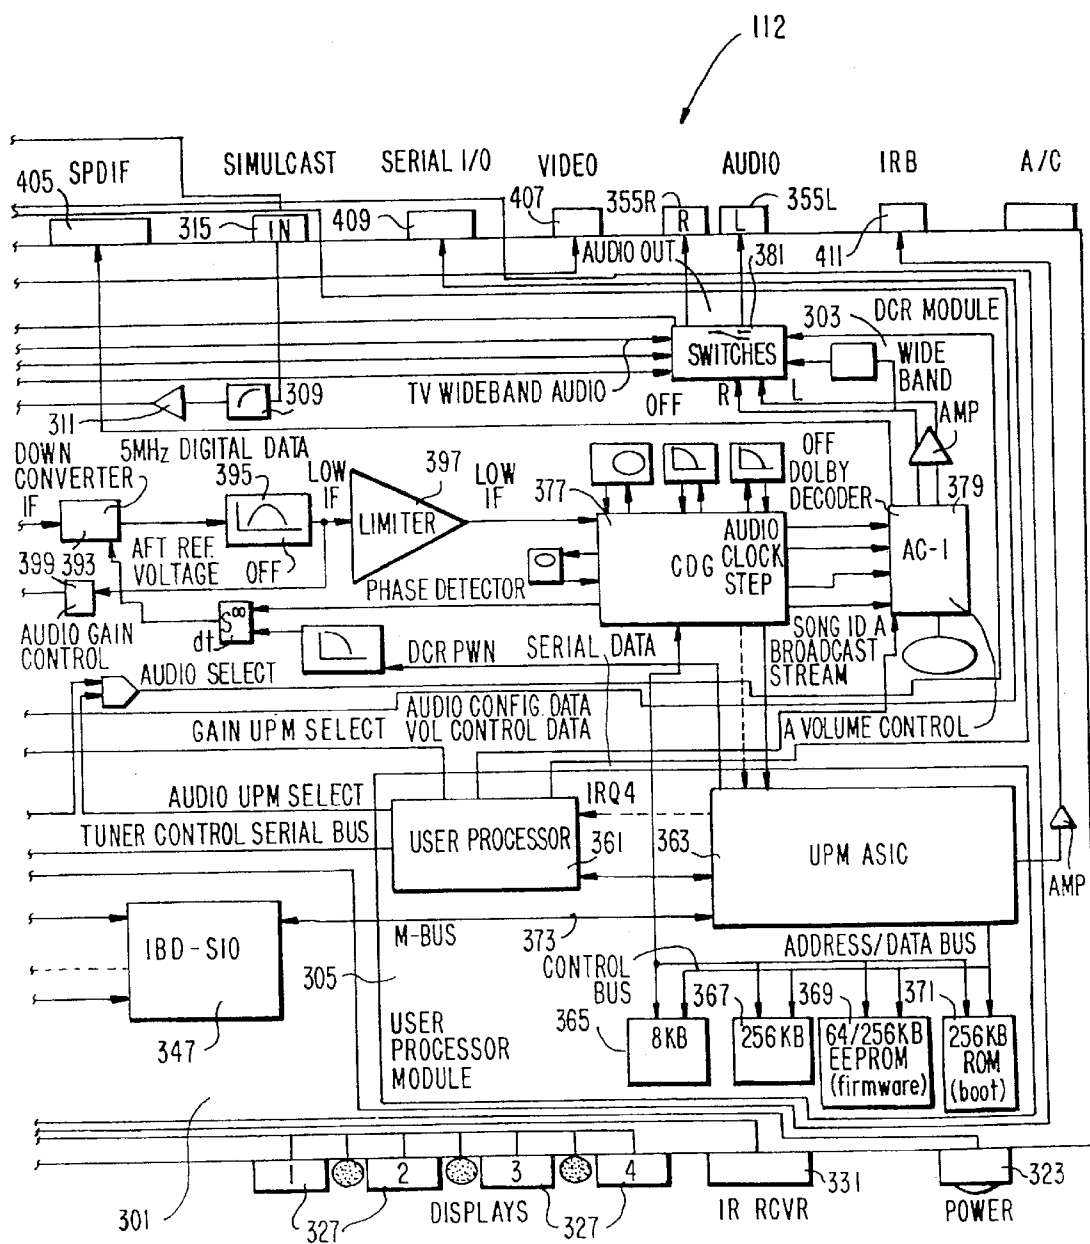 112
SPDIF
SIMULCAST
SERIAL I/O
VIDEO
AUDIO
IRB
A/C
405
315
IN
409
407
355R
R
L
355L
411
AUDIO OUT
381
DCR MODULE
303
SWITCHES
WIDE
BAND
TV WIDEBAND AUDIO
309
311
OFF
R
L
AMP
DOWN
CONVERTER
IF
5MHz DIGITAL DATA
395
LOW
IF
397
LIMITER
LOW
IF
377
OFF
DOLBY
DECODER
379
AC-1
AUDIO
CLOCK
STEP
CDG
393
399
AFT REF.
VOLTAGE
OFF
PHASE DETECTOR
AUDIO GAIN
CONTROL
S∞
dt
DCR PWN
SERIAL DATA
SONG ID A
BROADCAST
STREAM
AUDIO SELECT
AUDIO CONFIG. DATA
VOL CONTROL DATA
GAIN UPM SELECT
A VOLUME CONTROL
AUDIO UPM SELECT
IRQ4
TUNER CONTROL SERIAL BUS
USER PROCESSOR
361
363
UPM ASIC
AMP
IBD-SIO
M-BUS
373
ADDRESS/DATA BUS
CONTROL
BUS
305
347
USER
PROCESSOR
MODULE
365
8KB
367
256KB
369
64/256KB
EEPROM
(firmware)
371
256KB
ROM
(boot)
301
1
2
3
4
327
DISPLAYS
327
IR RCVR
331
POWER
323